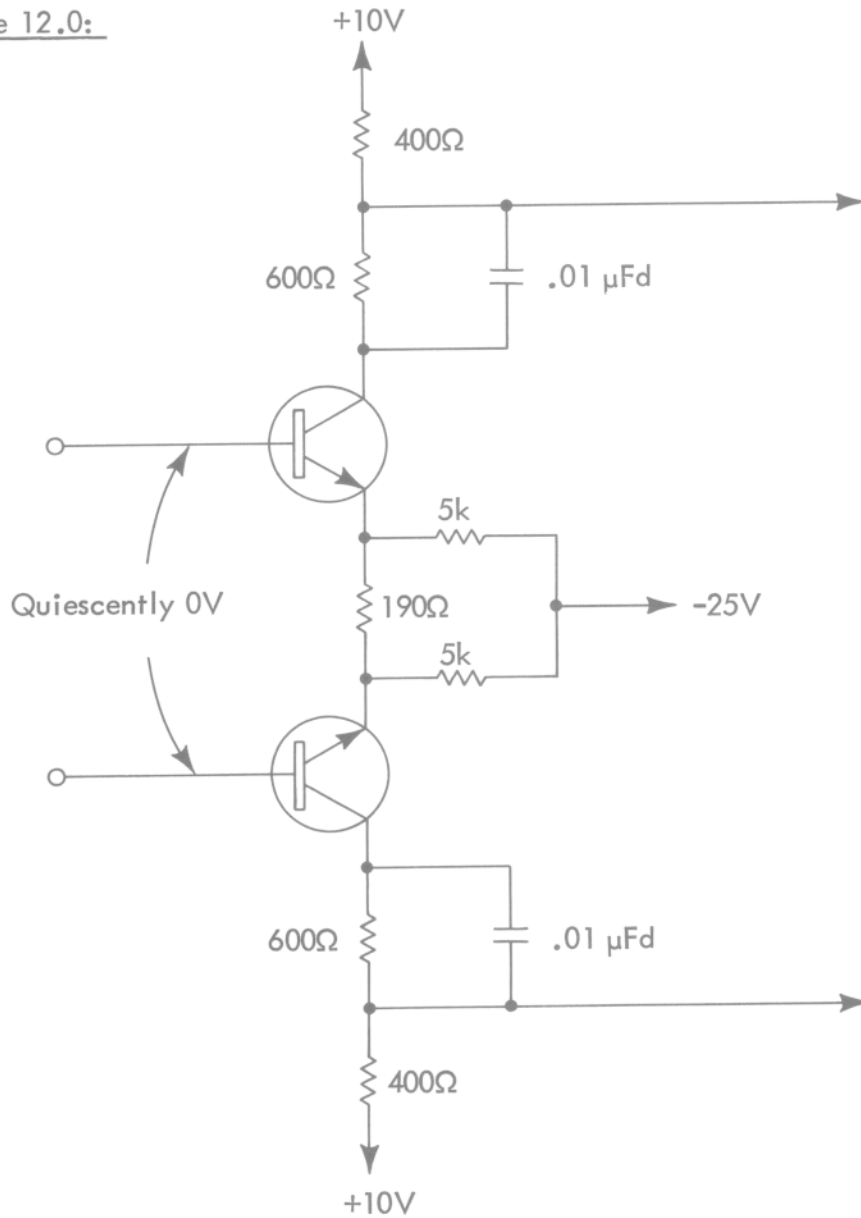 e 12.0:
+10V
400Ω
600Ω
.01 µFd
5k
Quiescently 0V
190Ω
-25V
5k
600Ω
.01 µFd
400Ω
+10V